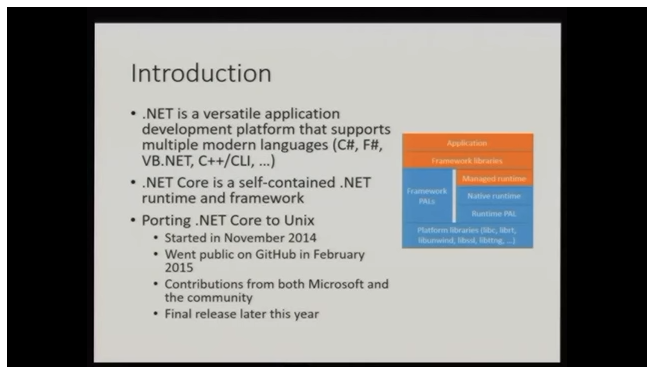 Introduction
• .NET is a versatile application
development platform that supports
multiple modern languages (C#, F#,
VB.NET, C++/CLI, ...)
• .NET Core is a self-contained .NET
runtime and framework
• Porting .NET Core to Unix
• Started in November 2014
• Went public on GitHub in February
2015
• Contributions from both Microsoft and
the community
• Final release later this year
Application
Framework libraries
Managed runtime
Framework
PALs
Native runtime
Runtime PAL
Platform libraries (libc, librt,
libunwind, libssl, liblttng, ...)